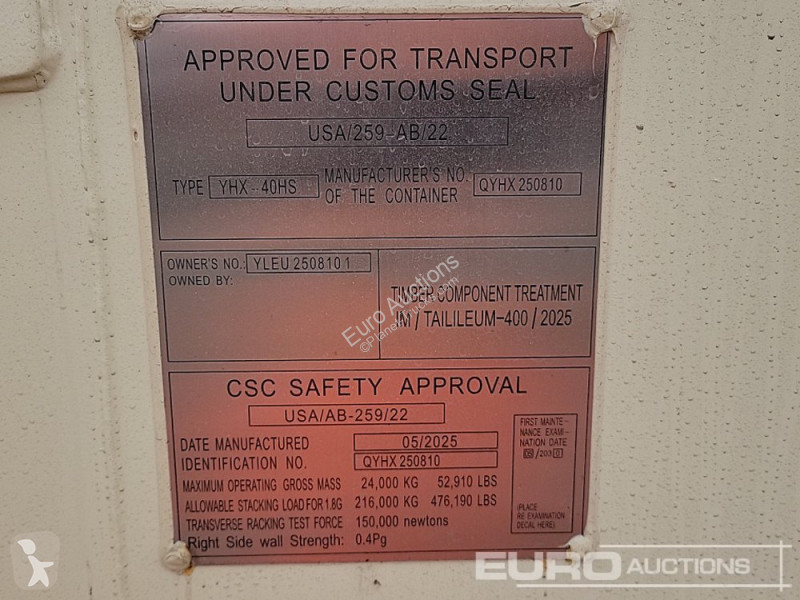 APPROVED FOR TRANSPORT
UNDER CUSTOMS SEAL
USA/259-AB/22
TYPE YHX-40HS MANUFACTURER'S NO. OF THE CONTAINER QYHX 250810
OWNER'S NO.: YLEU 250810 1
OWNED BY:
TIMBER COMPONENT TREATMENT
IM / TAILILEUM-400 / 2025
CSC SAFETY APPROVAL
USA/AB-259/22
DATE MANUFACTURED 05/2025
IDENTIFICATION NO. QYHX 250810
MAXIMUM OPERATING GROSS MASS 24,000 KG 52,910 LBS
ALLOWABLE STACKING LOAD FOR 1.8G 216,000 KG 476,190 LBS
TRANSVERSE RACKING TEST FORCE 150,000 newtons
Right Side wall Strength: 0.4Pg
FIRST MAINTE-
NANCE EXAMI-
NATION DATE
/2030
(PLACE
RE EXAMINATION
DECAL HERE)
Euro Auctions
©PlanetTrucks.com
EURO AUCTIONS